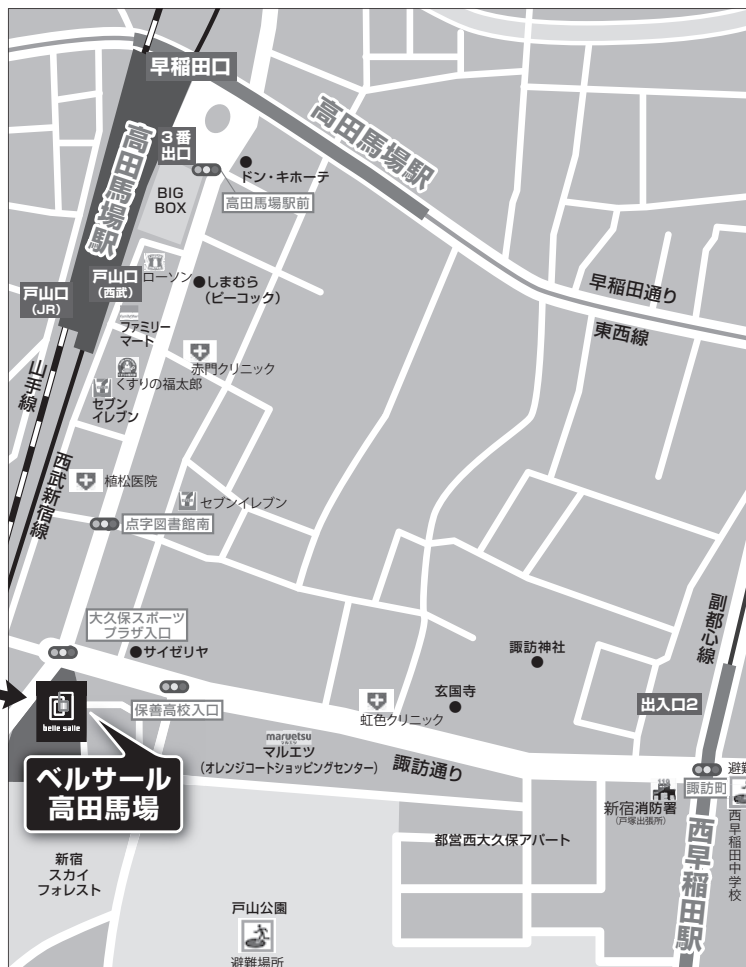 早稲田口
高田馬場駅
3番
出口
ドン・キホーテ
高田馬場駅前
BIG
BOX
高田馬場駅
戸山口
(JR)
戸山口
(西武)
ローソン
しまむら
(ピーコック)
早稲田通り
東西線
ファミリー
マート
赤門クリニック
くすりの福太郎
セブン
イレブン
山手線
西武新宿線
植松医院
セブンイレブン
点字図書館南
大久保スポーツ
プラザ入口
サイゼリヤ
諏訪神社
副都心線
belle salle
保善高校入口
虹色クリニック
玄国寺
出入口2
maruetsu
マルエツ
(オレンジコートショッピングセンター)
諏訪通り
ベルサール
高田馬場
諏訪町
避難
119
新宿消防署
(戸塚出張所)
西早稲田中学校
西早稲田駅
都営西大久保アパート
新宿
スカイ
フォレスト
戸山公園
避難場所